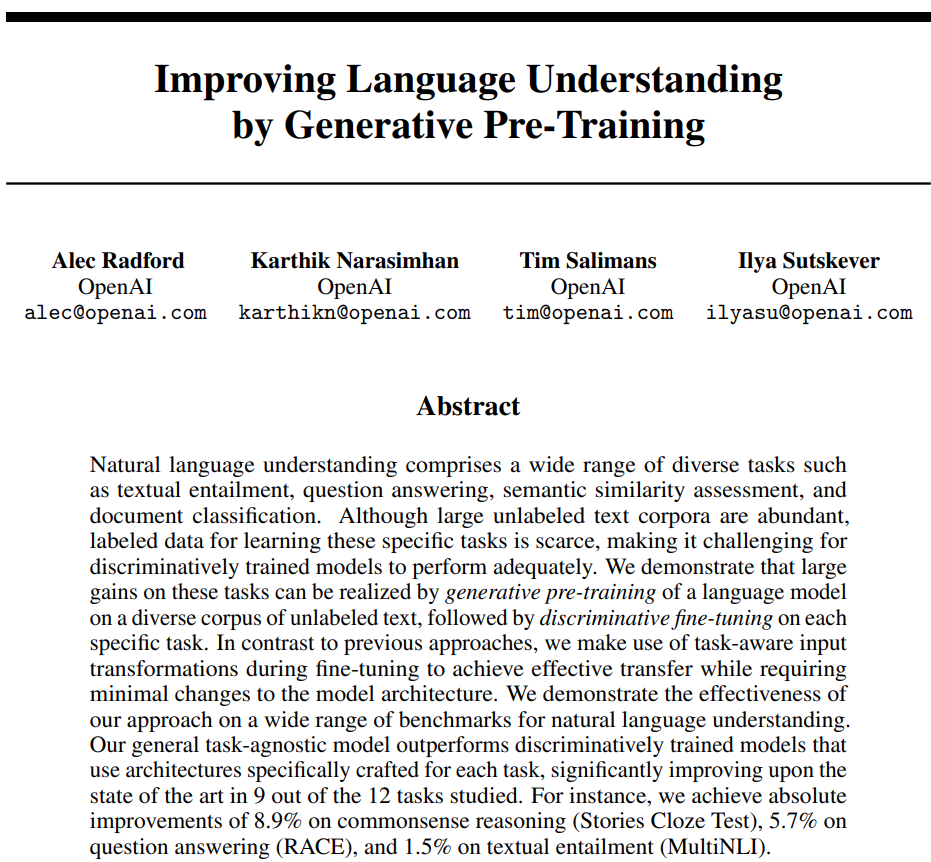 Improving Language Understanding
by Generative Pre-Training
Alec Radford
OpenAI
alec@openai.com
Karthik Narasimhan
OpenAI
karthikn@openai.com
Tim Salimans
OpenAI
tim@openai.com
Ilya Sutskever
OpenAI
ilyasu@openai.com
Abstract
Natural language understanding comprises a wide range of diverse tasks such
as textual entailment, question answering, semantic similarity assessment, and
document classification. Although large unlabeled text corpora are abundant,
labeled data for learning these specific tasks is scarce, making it challenging for
discriminatively trained models to perform adequately. We demonstrate that large
gains on these tasks can be realized by generative pre-training of a language model
on a diverse corpus of unlabeled text, followed by discriminative fine-tuning on each
specific task. In contrast to previous approaches, we make use of task-aware input
transformations during fine-tuning to achieve effective transfer while requiring
minimal changes to the model architecture. We demonstrate the effectiveness of
our approach on a wide range of benchmarks for natural language understanding.
Our general task-agnostic model outperforms discriminatively trained models that
use architectures specifically crafted for each task, significantly improving upon the
state of the art in 9 out of the 12 tasks studied. For instance, we achieve absolute
improvements of 8.9% on commonsense reasoning (Stories Cloze Test), 5.7% on
question answering (RACE), and 1.5% on textual entailment (MultiNLI).